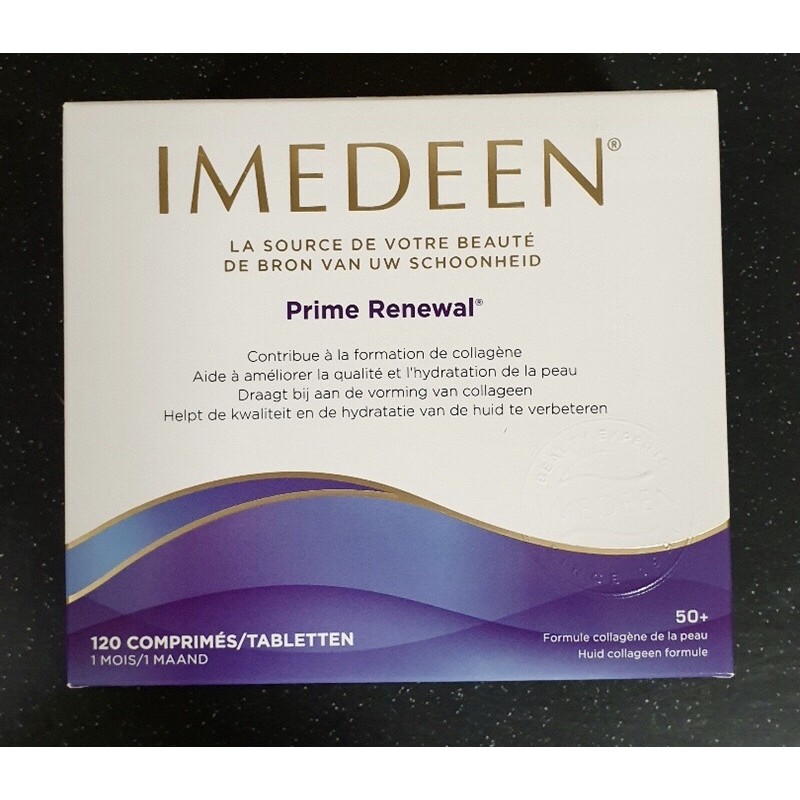 IMEDEEN®
LA SOURCE DE VOTRE BEAUTÉ
DE BRON VAN UW SCHOONHEID
Prime Renewal®
Contribue à la formation de collagène
Aide à améliorer la qualité et l'hydratation de la peau
Draagt bij aan de vorming van collageen
Helpt de kwaliteit en de hydratatie van de huid te verbeteren
120 COMPRIMÉS/TABLETTEN
1 MOIS/1 MAAND
50+
Formule collagène de la peau
Huid collageen formule